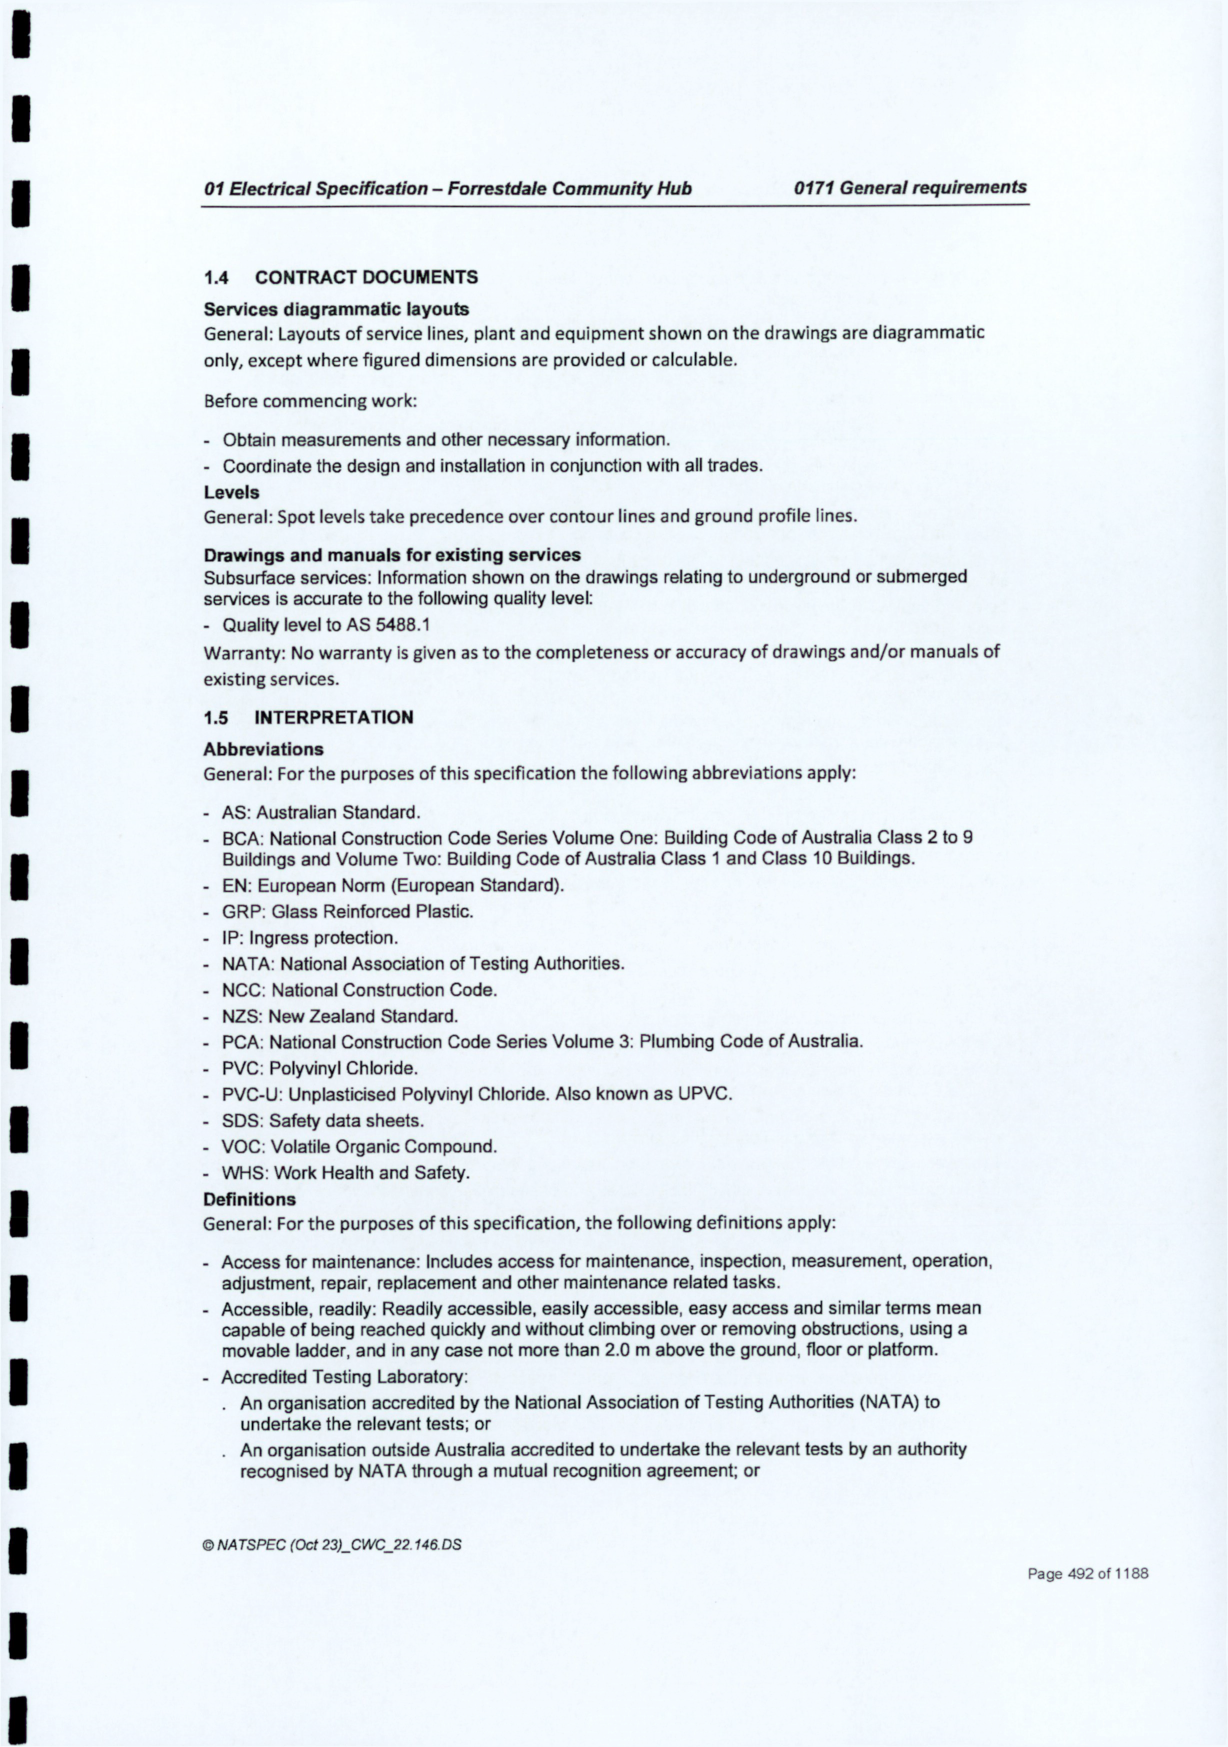 01 Electrical Specification – Forrestdale Community Hub 0171 General requirements
1.4 CONTRACT DOCUMENTS
Services diagrammatic layouts
General: Layouts of service lines, plant and equipment shown on the drawings are diagrammatic
only, except where figured dimensions are provided or calculable.
Before commencing work:
- Obtain measurements and other necessary information.
- Coordinate the design and installation in conjunction with all trades.
Levels
General: Spot levels take precedence over contour lines and ground profile lines.
Drawings and manuals for existing services
Subsurface services: Information shown on the drawings relating to underground or submerged
services is accurate to the following quality level:
- Quality level to AS 5488.1
Warranty: No warranty is given as to the completeness or accuracy of drawings and/or manuals of
existing services.
1.5 INTERPRETATION
Abbreviations
General: For the purposes of this specification the following abbreviations apply:
- AS: Australian Standard.
- BCA: National Construction Code Series Volume One: Building Code of Australia Class 2 to 9
Buildings and Volume Two: Building Code of Australia Class 1 and Class 10 Buildings.
- EN: European Norm (European Standard).
- GRP: Glass Reinforced Plastic.
- IP: Ingress protection.
- NATA: National Association of Testing Authorities.
- NCC: National Construction Code.
- NZS: New Zealand Standard.
- PCA: National Construction Code Series Volume 3: Plumbing Code of Australia.
- PVC: Polyvinyl Chloride.
- PVC-U: Unplasticised Polyvinyl Chloride. Also known as UPVC.
- SDS: Safety data sheets.
- VOC: Volatile Organic Compound.
- WHS: Work Health and Safety.
Definitions
General: For the purposes of this specification, the following definitions apply:
- Access for maintenance: Includes access for maintenance, inspection, measurement, operation,
adjustment, repair, replacement and other maintenance related tasks.
- Accessible, readily: Readily accessible, easily accessible, easy access and similar terms mean
capable of being reached quickly and without climbing over or removing obstructions, using a
movable ladder, and in any case not more than 2.0 m above the ground, floor or platform.
- Accredited Testing Laboratory:
. An organisation accredited by the National Association of Testing Authorities (NATA) to
undertake the relevant tests; or
. An organisation outside Australia accredited to undertake the relevant tests by an authority
recognised by NATA through a mutual recognition agreement; or
© NATSPEC (Oct 23)_CWC_22.146.DS
Page 492 of 1188